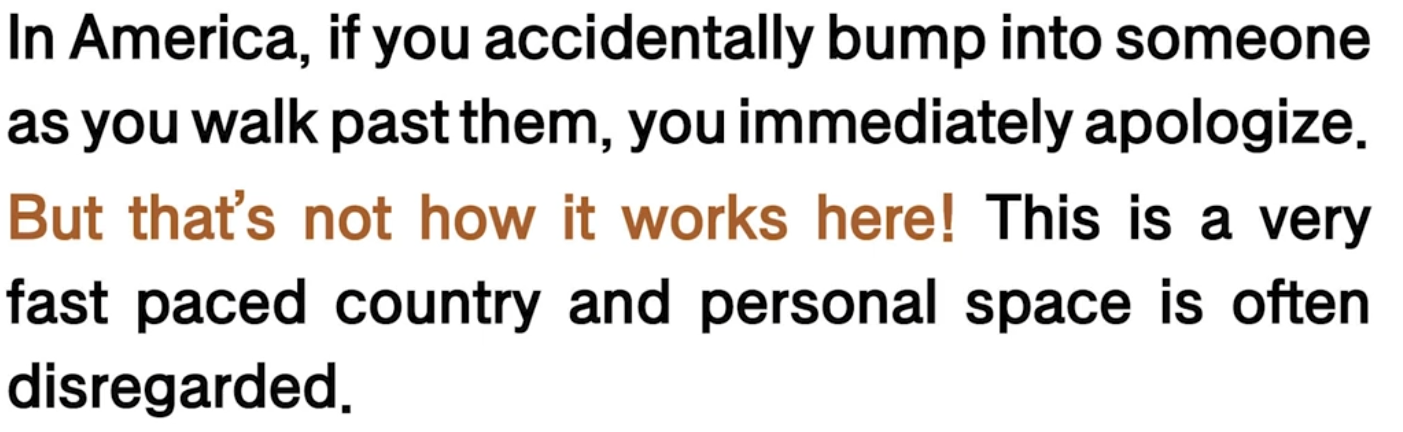 In America, if you accidentally bump into someone
as you walk past them, you immediately apologize.
But that’s not how it works here! This is a very
fast paced country and personal space is often
disregarded.